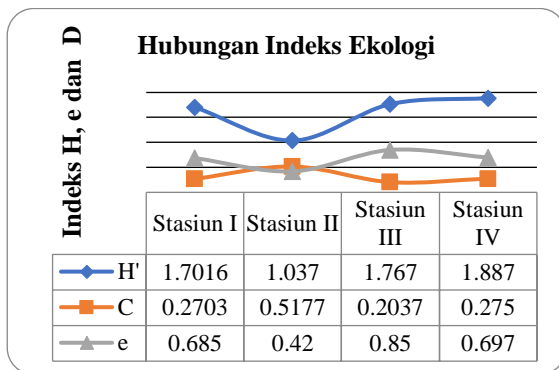 Hubungan Indeks Ekologi
Indeks H, e dan D
Stasiun I Stasiun II Stasiun III Stasiun IV
H' 1.7016 1.037 1.767 1.887
C 0.2703 0.5177 0.2037 0.275
e 0.685 0.42 0.85 0.697